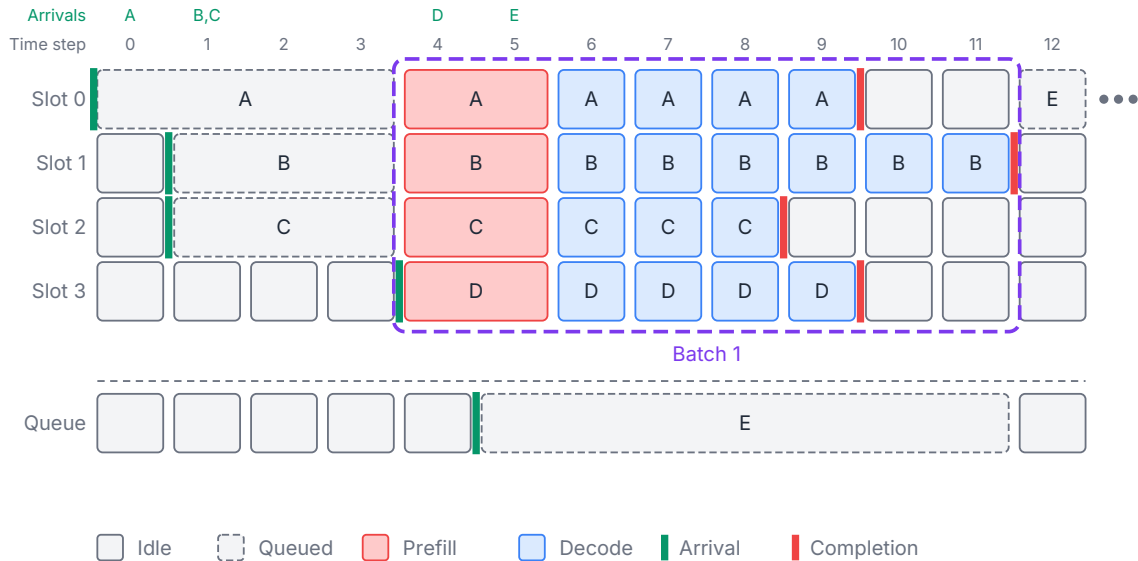 Arrivals A B,C D E
Time step 0 1 2 3 4 5 6 7 8 9 10 11 12
Slot 0 A A A A A A E
Slot 1 B B B B B B B B
Slot 2 C C C C C
Slot 3 D D D D D
Batch 1
Queue E
Idle Queued Prefill Decode Arrival Completion